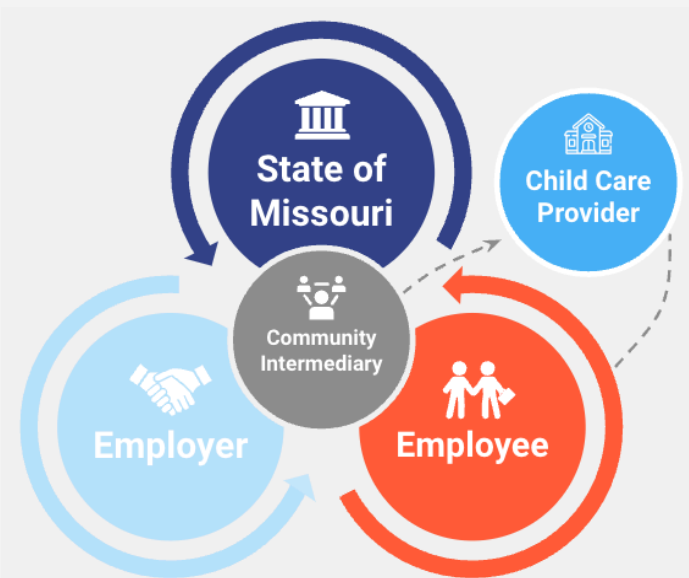 State of
Missouri
Child Care
Provider
Community
Intermediary
Employer
Employee